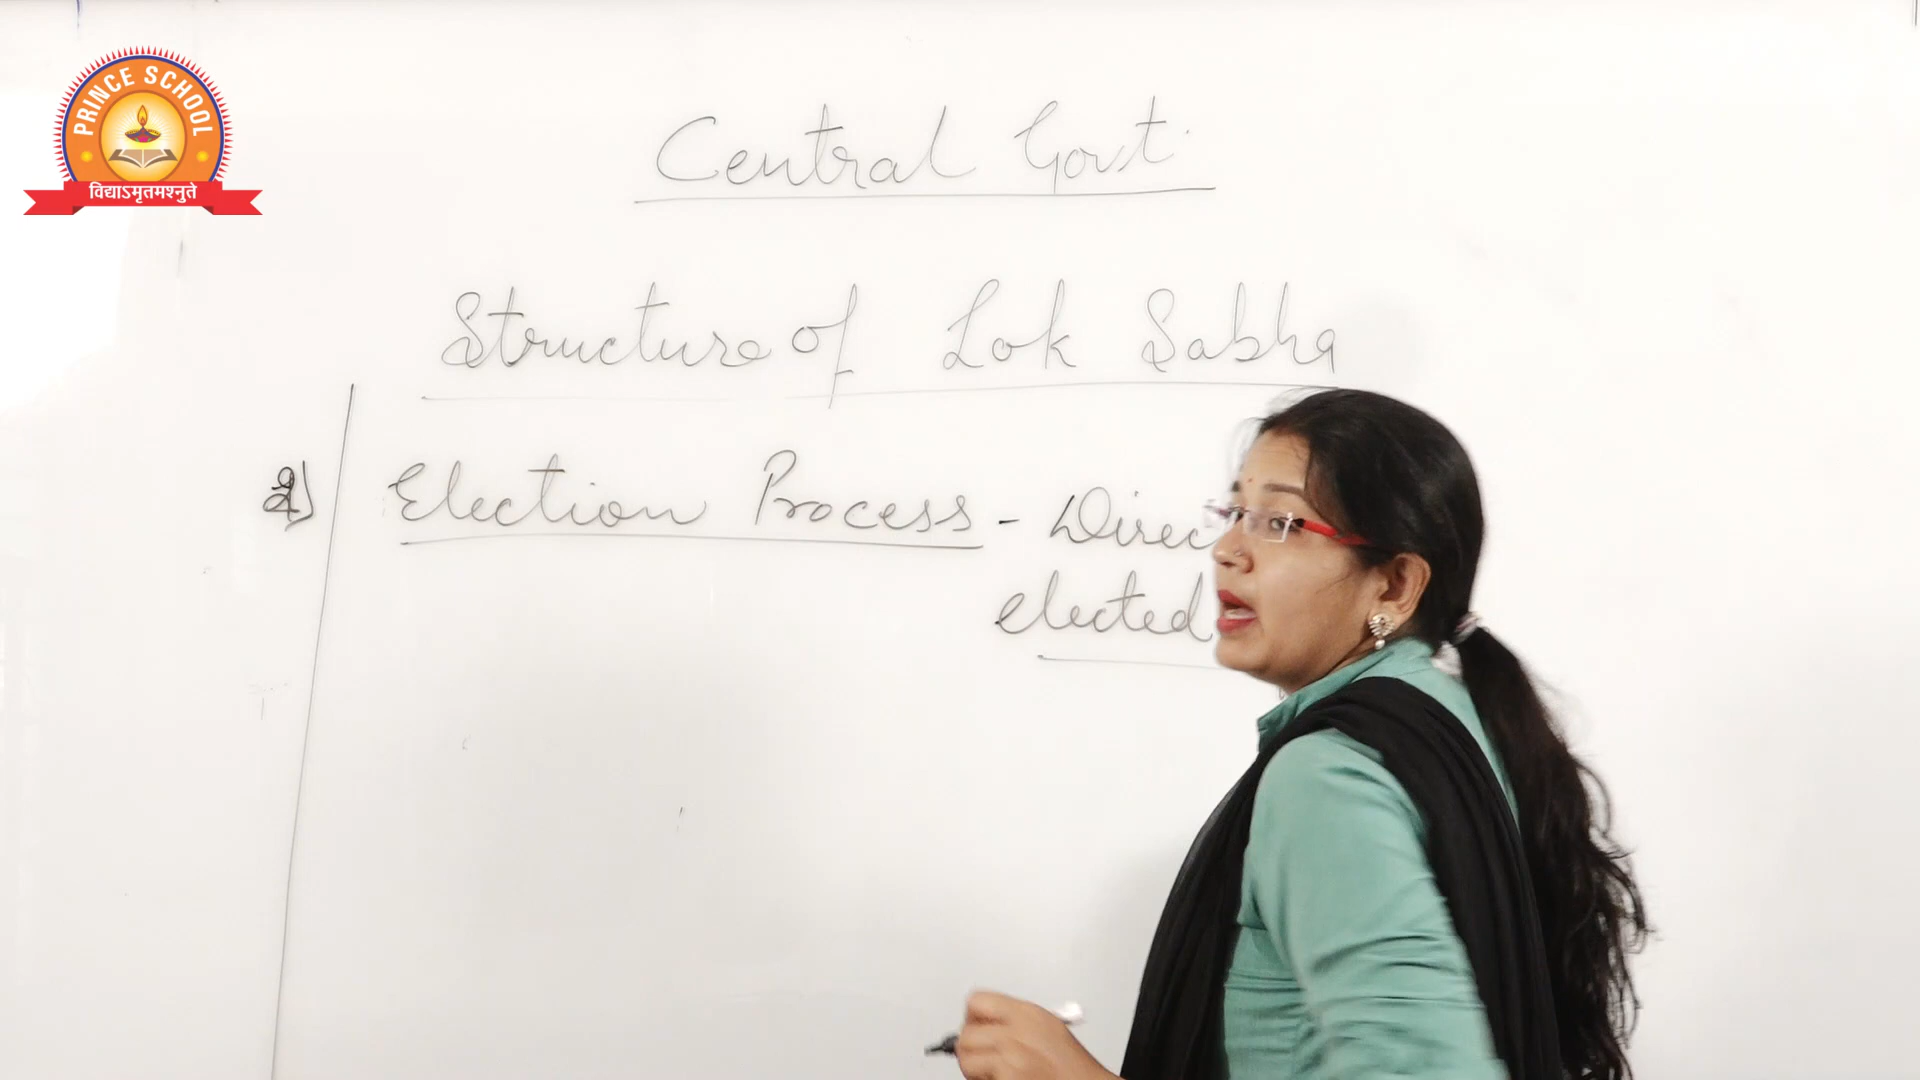 PRINCE SCHOOL
विद्याऽमृतमश्नुते
Central Govt.
Structure of Lok Sabha
2) Election Process - Direc
elected